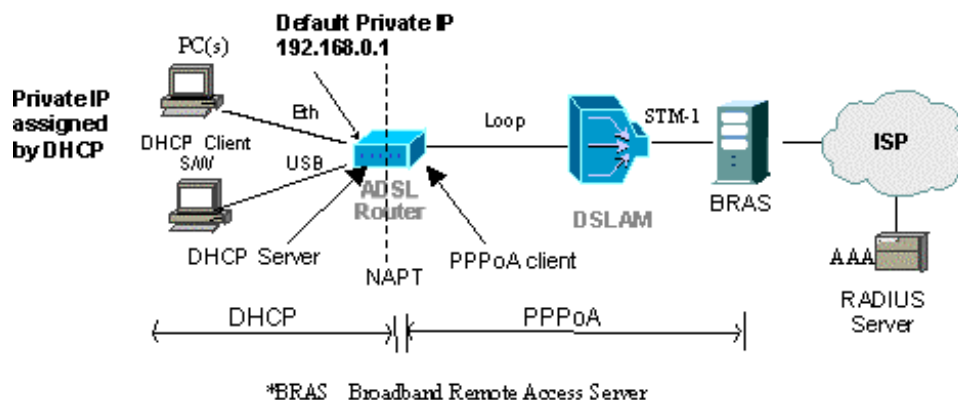 Default Private IP
192.168.0.1
PC(s)
Private IP
assigned
by DHCP
Eth
DHCP Client
S/W
USB
ADSL
Router
Loop
STM-1
DSLAM
BRAS
ISP
DHCP Server
NAPT
PPPoA client
AAA
RADIUS
Server
DHCP
PPPoA
*BRAS Broadband Remote Access Server